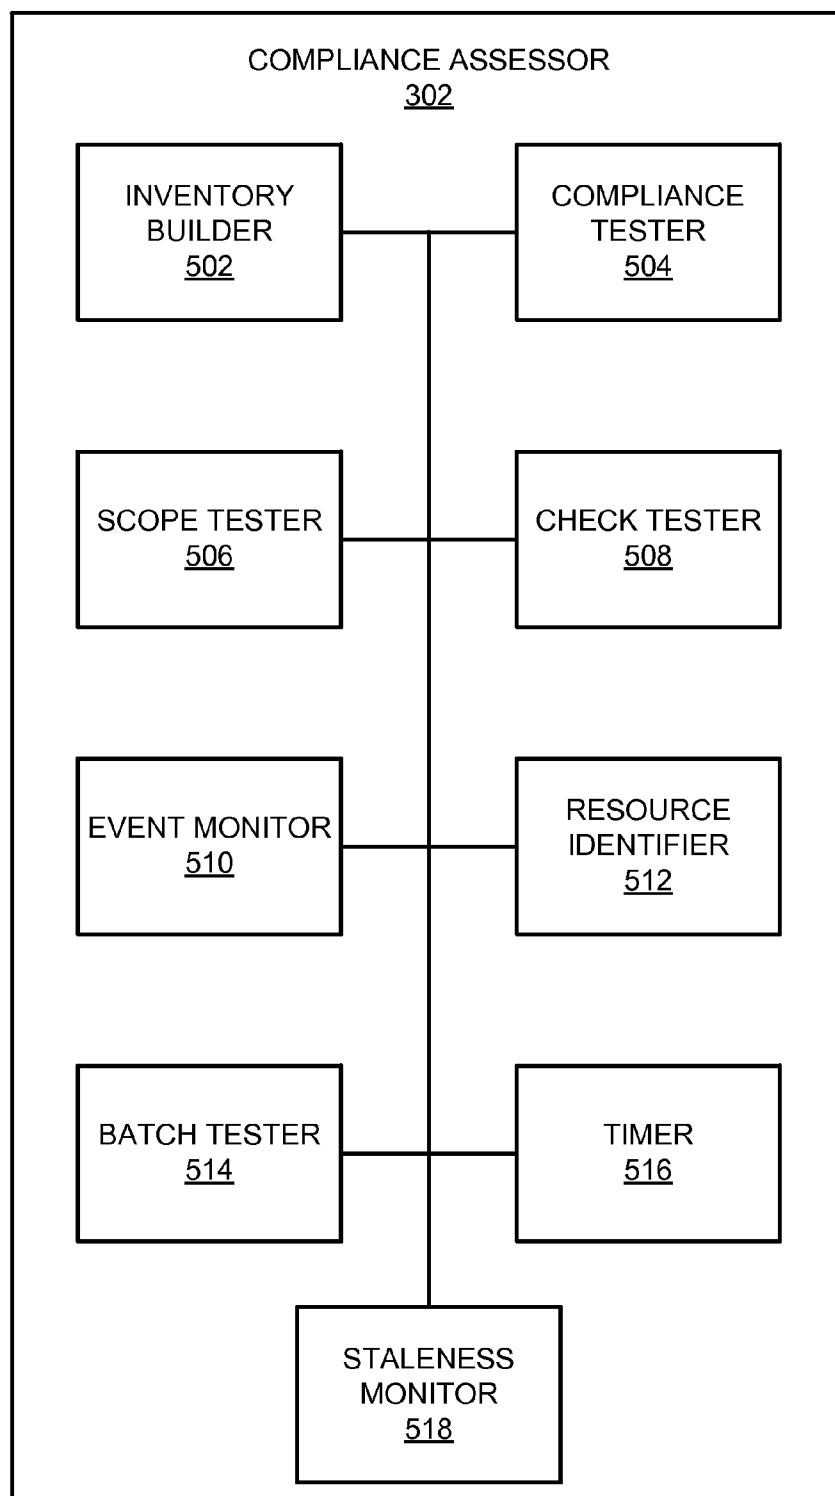 COMPLIANCE ASSESSOR
302
INVENTORY
BUILDER
502
COMPLIANCE
TESTER
504
SCOPE TESTER
506
CHECK TESTER
508
EVENT MONITOR
510
RESOURCE
IDENTIFIER
512
BATCH TESTER
514
TIMER
516
STALENESS
MONITOR
518